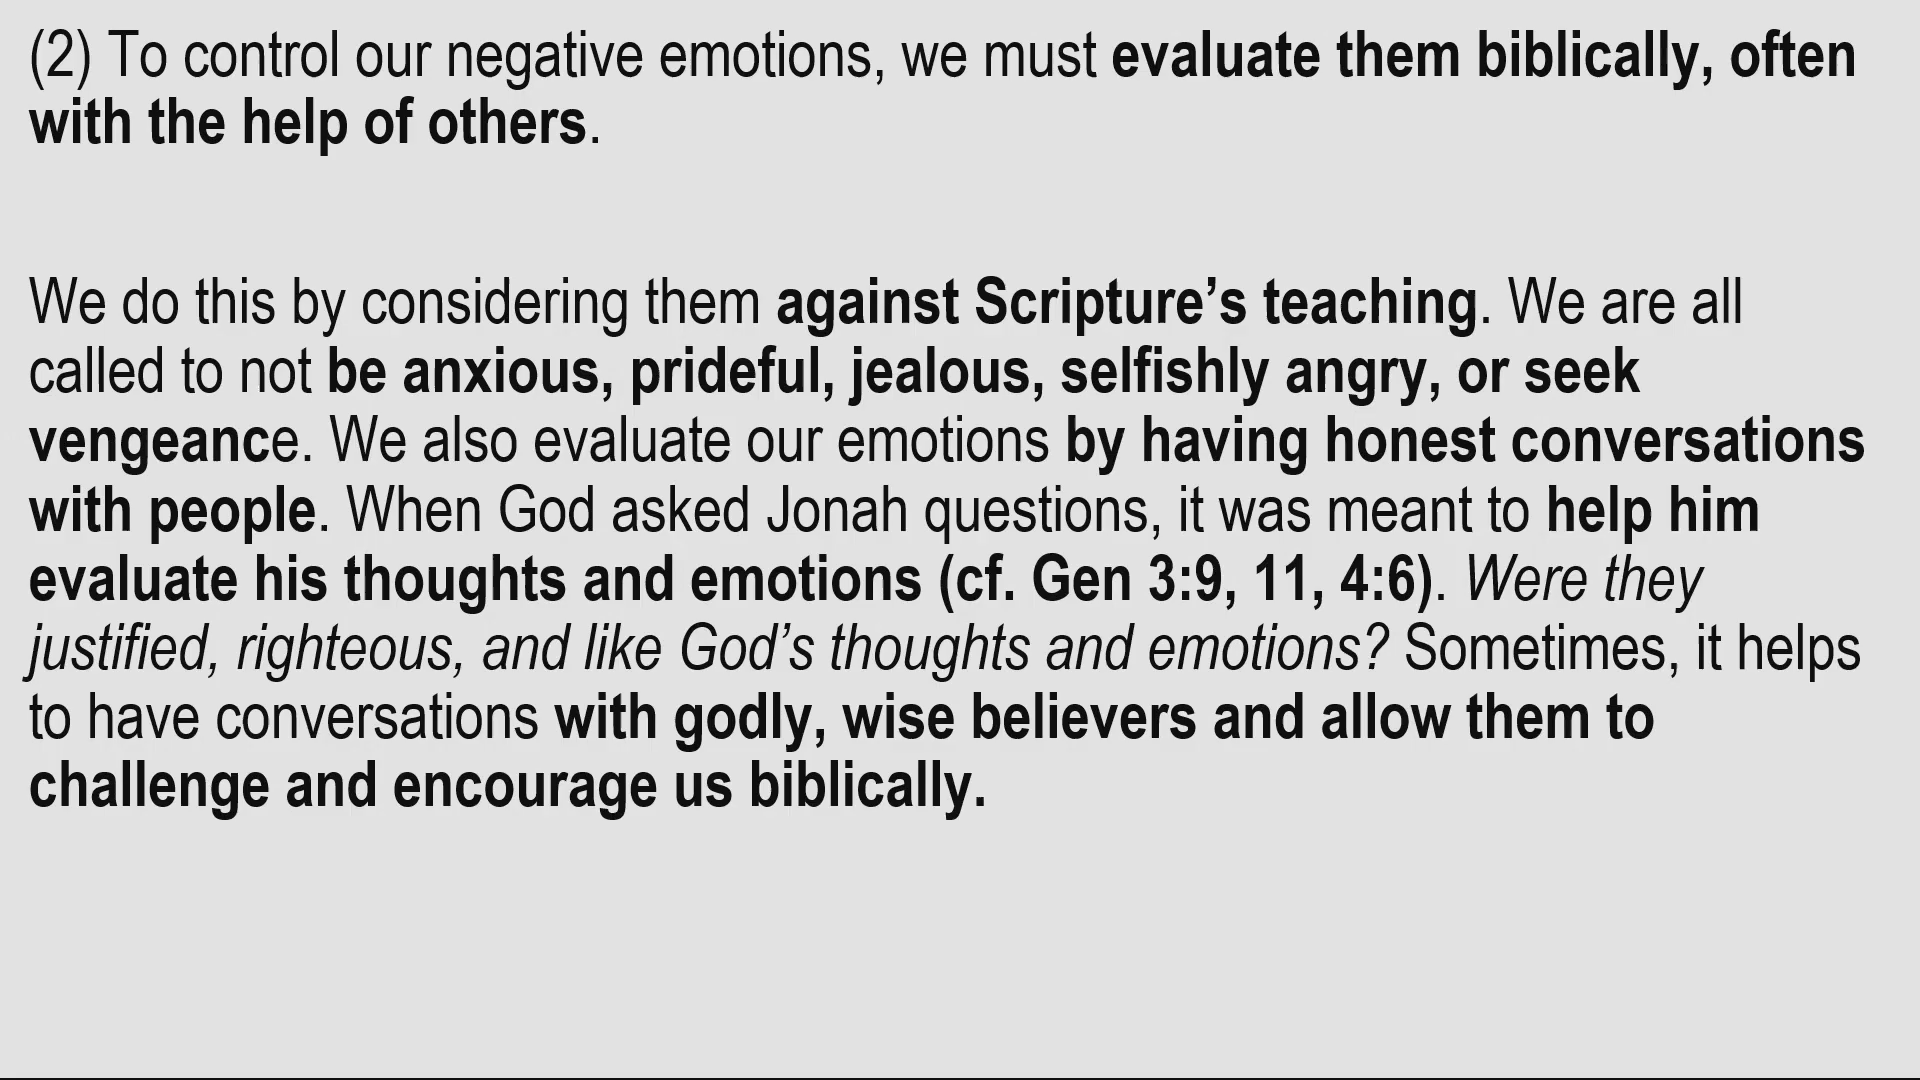 (2) To control our negative emotions, we must evaluate them biblically, often
with the help of others.
We do this by considering them against Scripture’s teaching. We are all
called to not be anxious, prideful, jealous, selfishly angry, or seek
vengeance. We also evaluate our emotions by having honest conversations
with people. When God asked Jonah questions, it was meant to help him
evaluate his thoughts and emotions (cf. Gen 3:9, 11, 4:6). Were they
justified, righteous, and like God’s thoughts and emotions? Sometimes, it helps
to have conversations with godly, wise believers and allow them to
challenge and encourage us biblically.